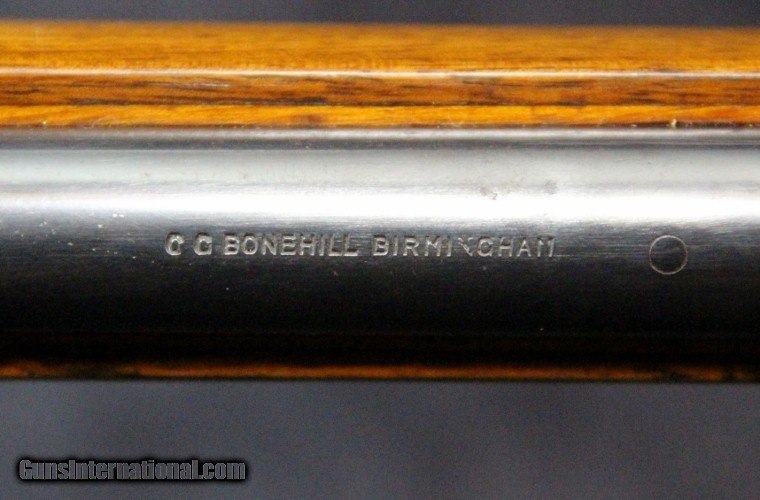 C G BONEHILL BIRMINGHAM
GunsInternational.com